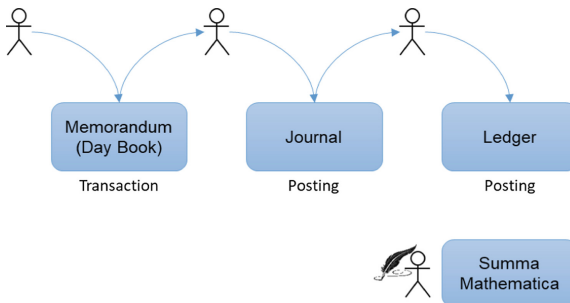 Memorandum
(Day Book)
Journal
Ledger
Transaction
Posting
Posting
Summa
Mathematica